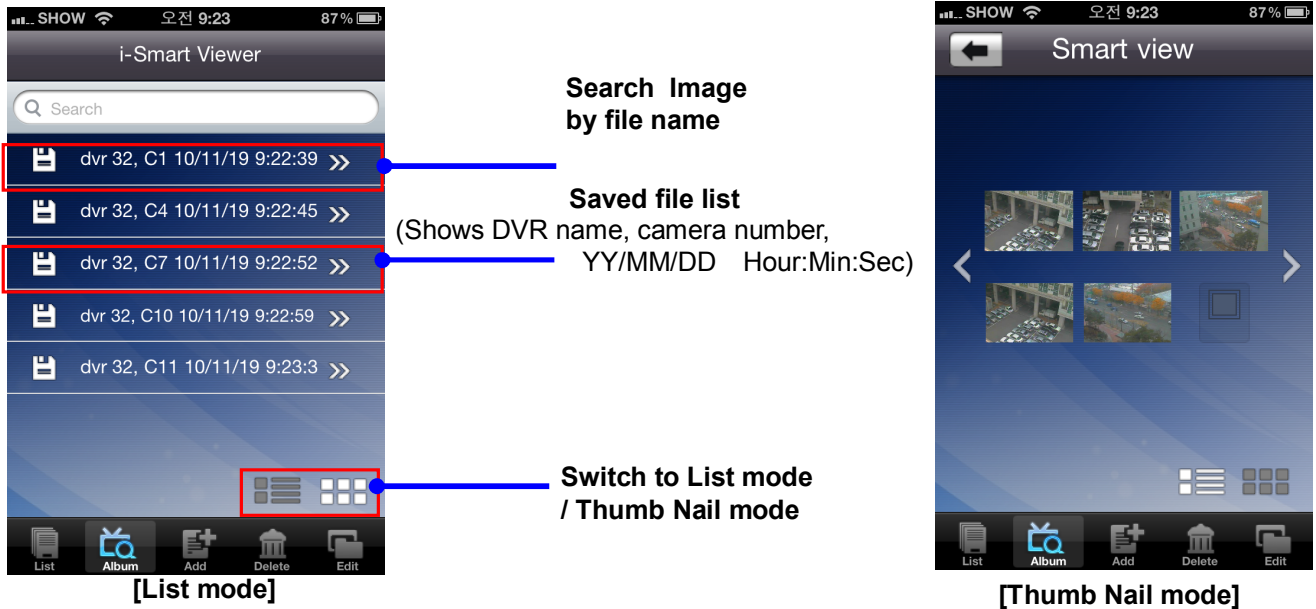 SHOW 오전 9:23 87%
i-Smart Viewer
Search
dvr 32, C1 10/11/19 9:22:39
dvr 32, C4 10/11/19 9:22:45
dvr 32, C7 10/11/19 9:22:52
dvr 32, C10 10/11/19 9:22:59
dvr 32, C11 10/11/19 9:23:3
List Album Add Delete Edit
[List mode]
Search Image
by file name
Saved file list
(Shows DVR name, camera number,
YY/MM/DD Hour:Min:Sec)
Switch to List mode
/ Thumb Nail mode
SHOW 오전 9:23 87%
Smart view
List Album Add Delete Edit
[Thumb Nail mode]